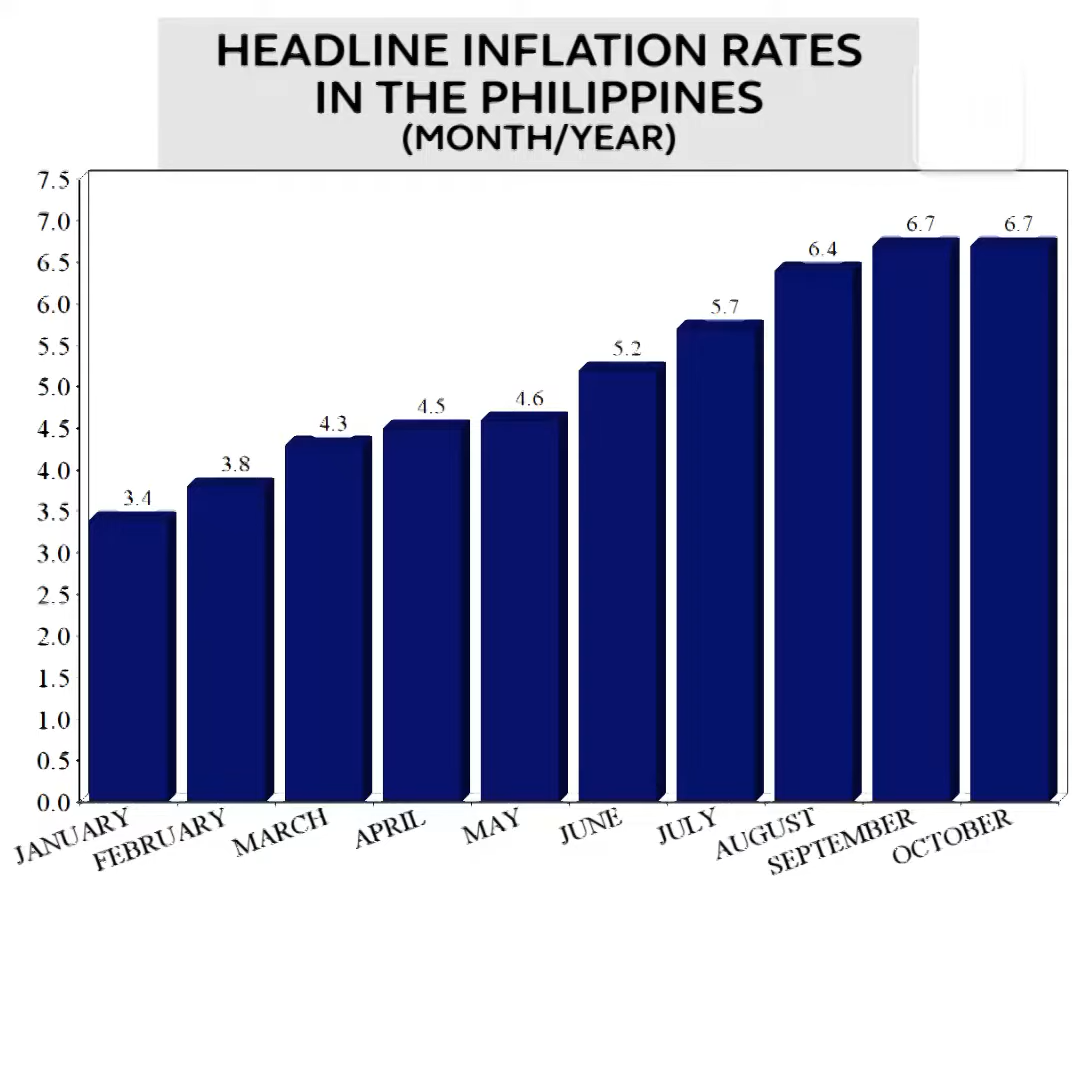 HEADLINE INFLATION RATES
IN THE PHILIPPINES
(MONTH/YEAR)
7.5
7.0
6.5
6.0
5.5
5.0
4.5
4.0
3.5
3.0
2.5
2.0
1.5
1.0
0.5
0.0
3.4
3.8
4.3
4.5
4.6
5.2
5.7
6.4
6.7
6.7
JANUARY
FEBRUARY
MARCH
APRIL
MAY
JUNE
JULY
AUGUST
SEPTEMBER
OCTOBER